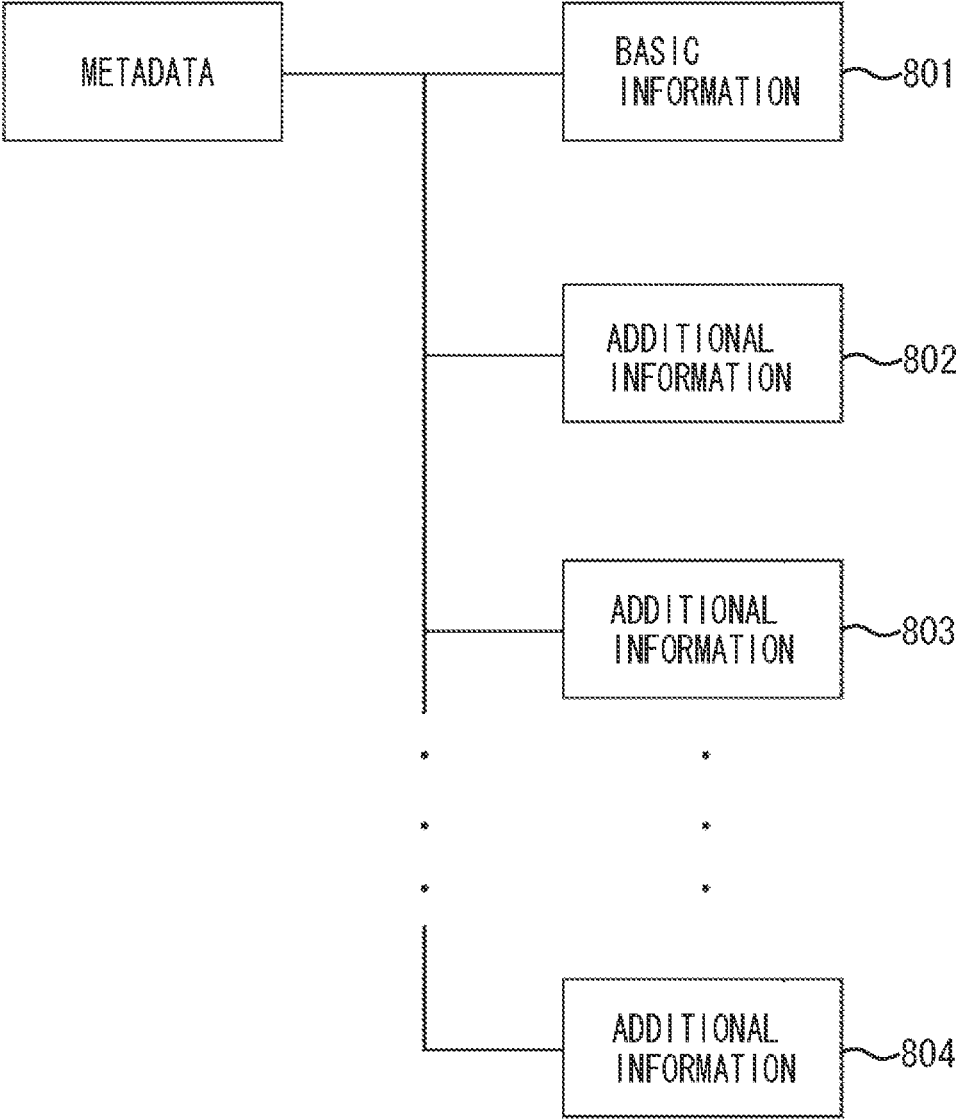 METADATA
BASIC
INFORMATION
801
ADDITIONAL
INFORMATION
802
ADDITIONAL
INFORMATION
803
ADDITIONAL
INFORMATION
804